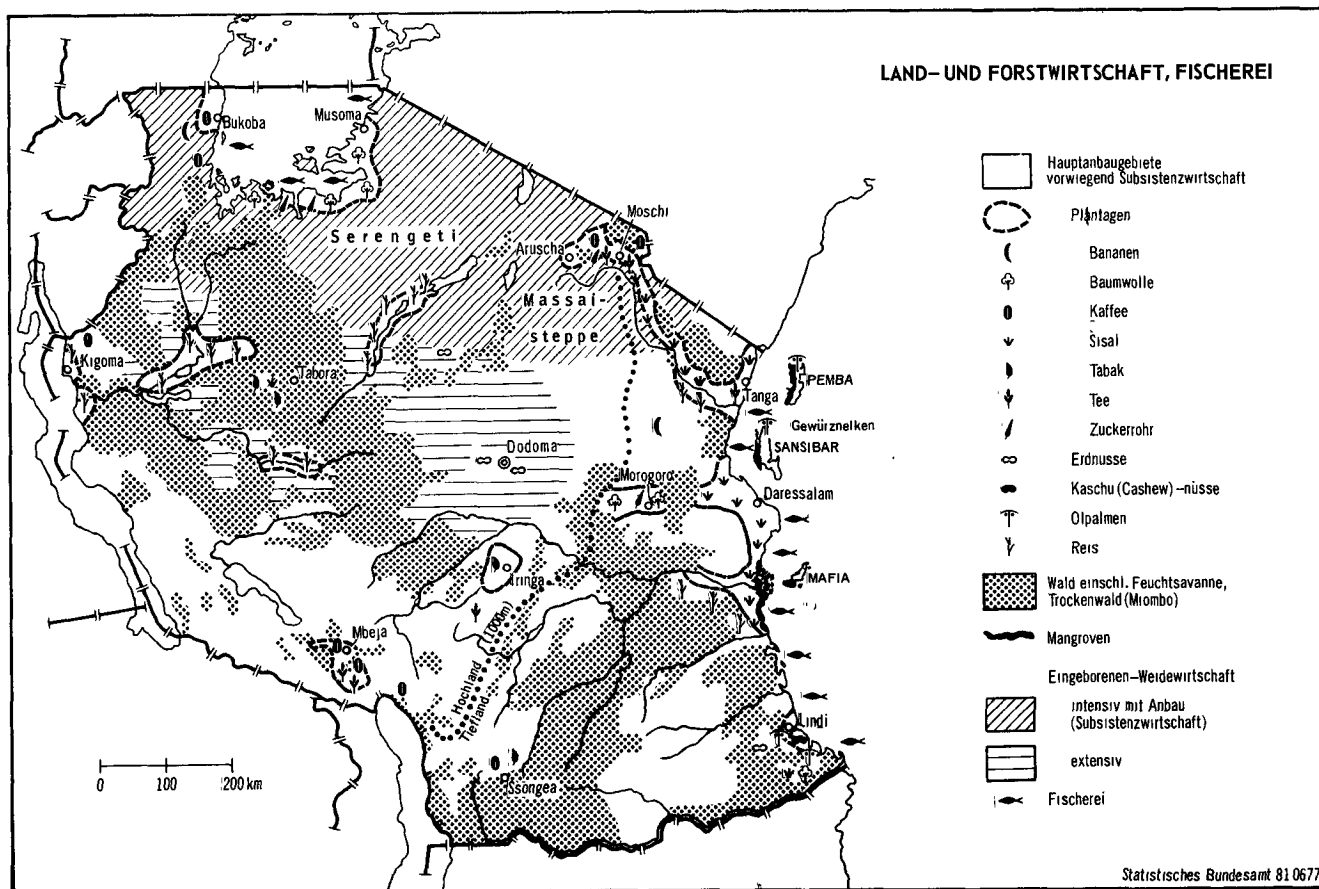 LAND- UND FORSTWIRTSCHAFT, FISCHEREI
Hauptanbaugebiete
vorwiegend Subsistenzwirtschaft
Plantagen
Bananen
Baumwolle
Kaffee
Sisal
Tabak
Tee
Zuckerrohr
Erdnusse
Kaschu (Cashew) -nüsse
Olpalmen
Reis
Wald einschl. Feuchtsavanne,
Trockenwald (Miombo)
Mangroven
Eingeborenen-Weidewirtschaft
intensiv mit Anbau
(Subsistenzwirtschaft)
extensiv
Fischerei
Bukoba
Musoma
Serengeti
Moschi
Aruscha
Massai-
steppe
Kigoma
Tabora
Tanga
PEMBA
Gewürznelken
SANSIBAR
Dodoma
Morogoro
Daressalam
Iringa
MAFIA
Mbeja
Hochland (1000m)
Tiefland
Lindi
Ssongea
0 100 200 km
Statistisches Bundesamt 81 0677